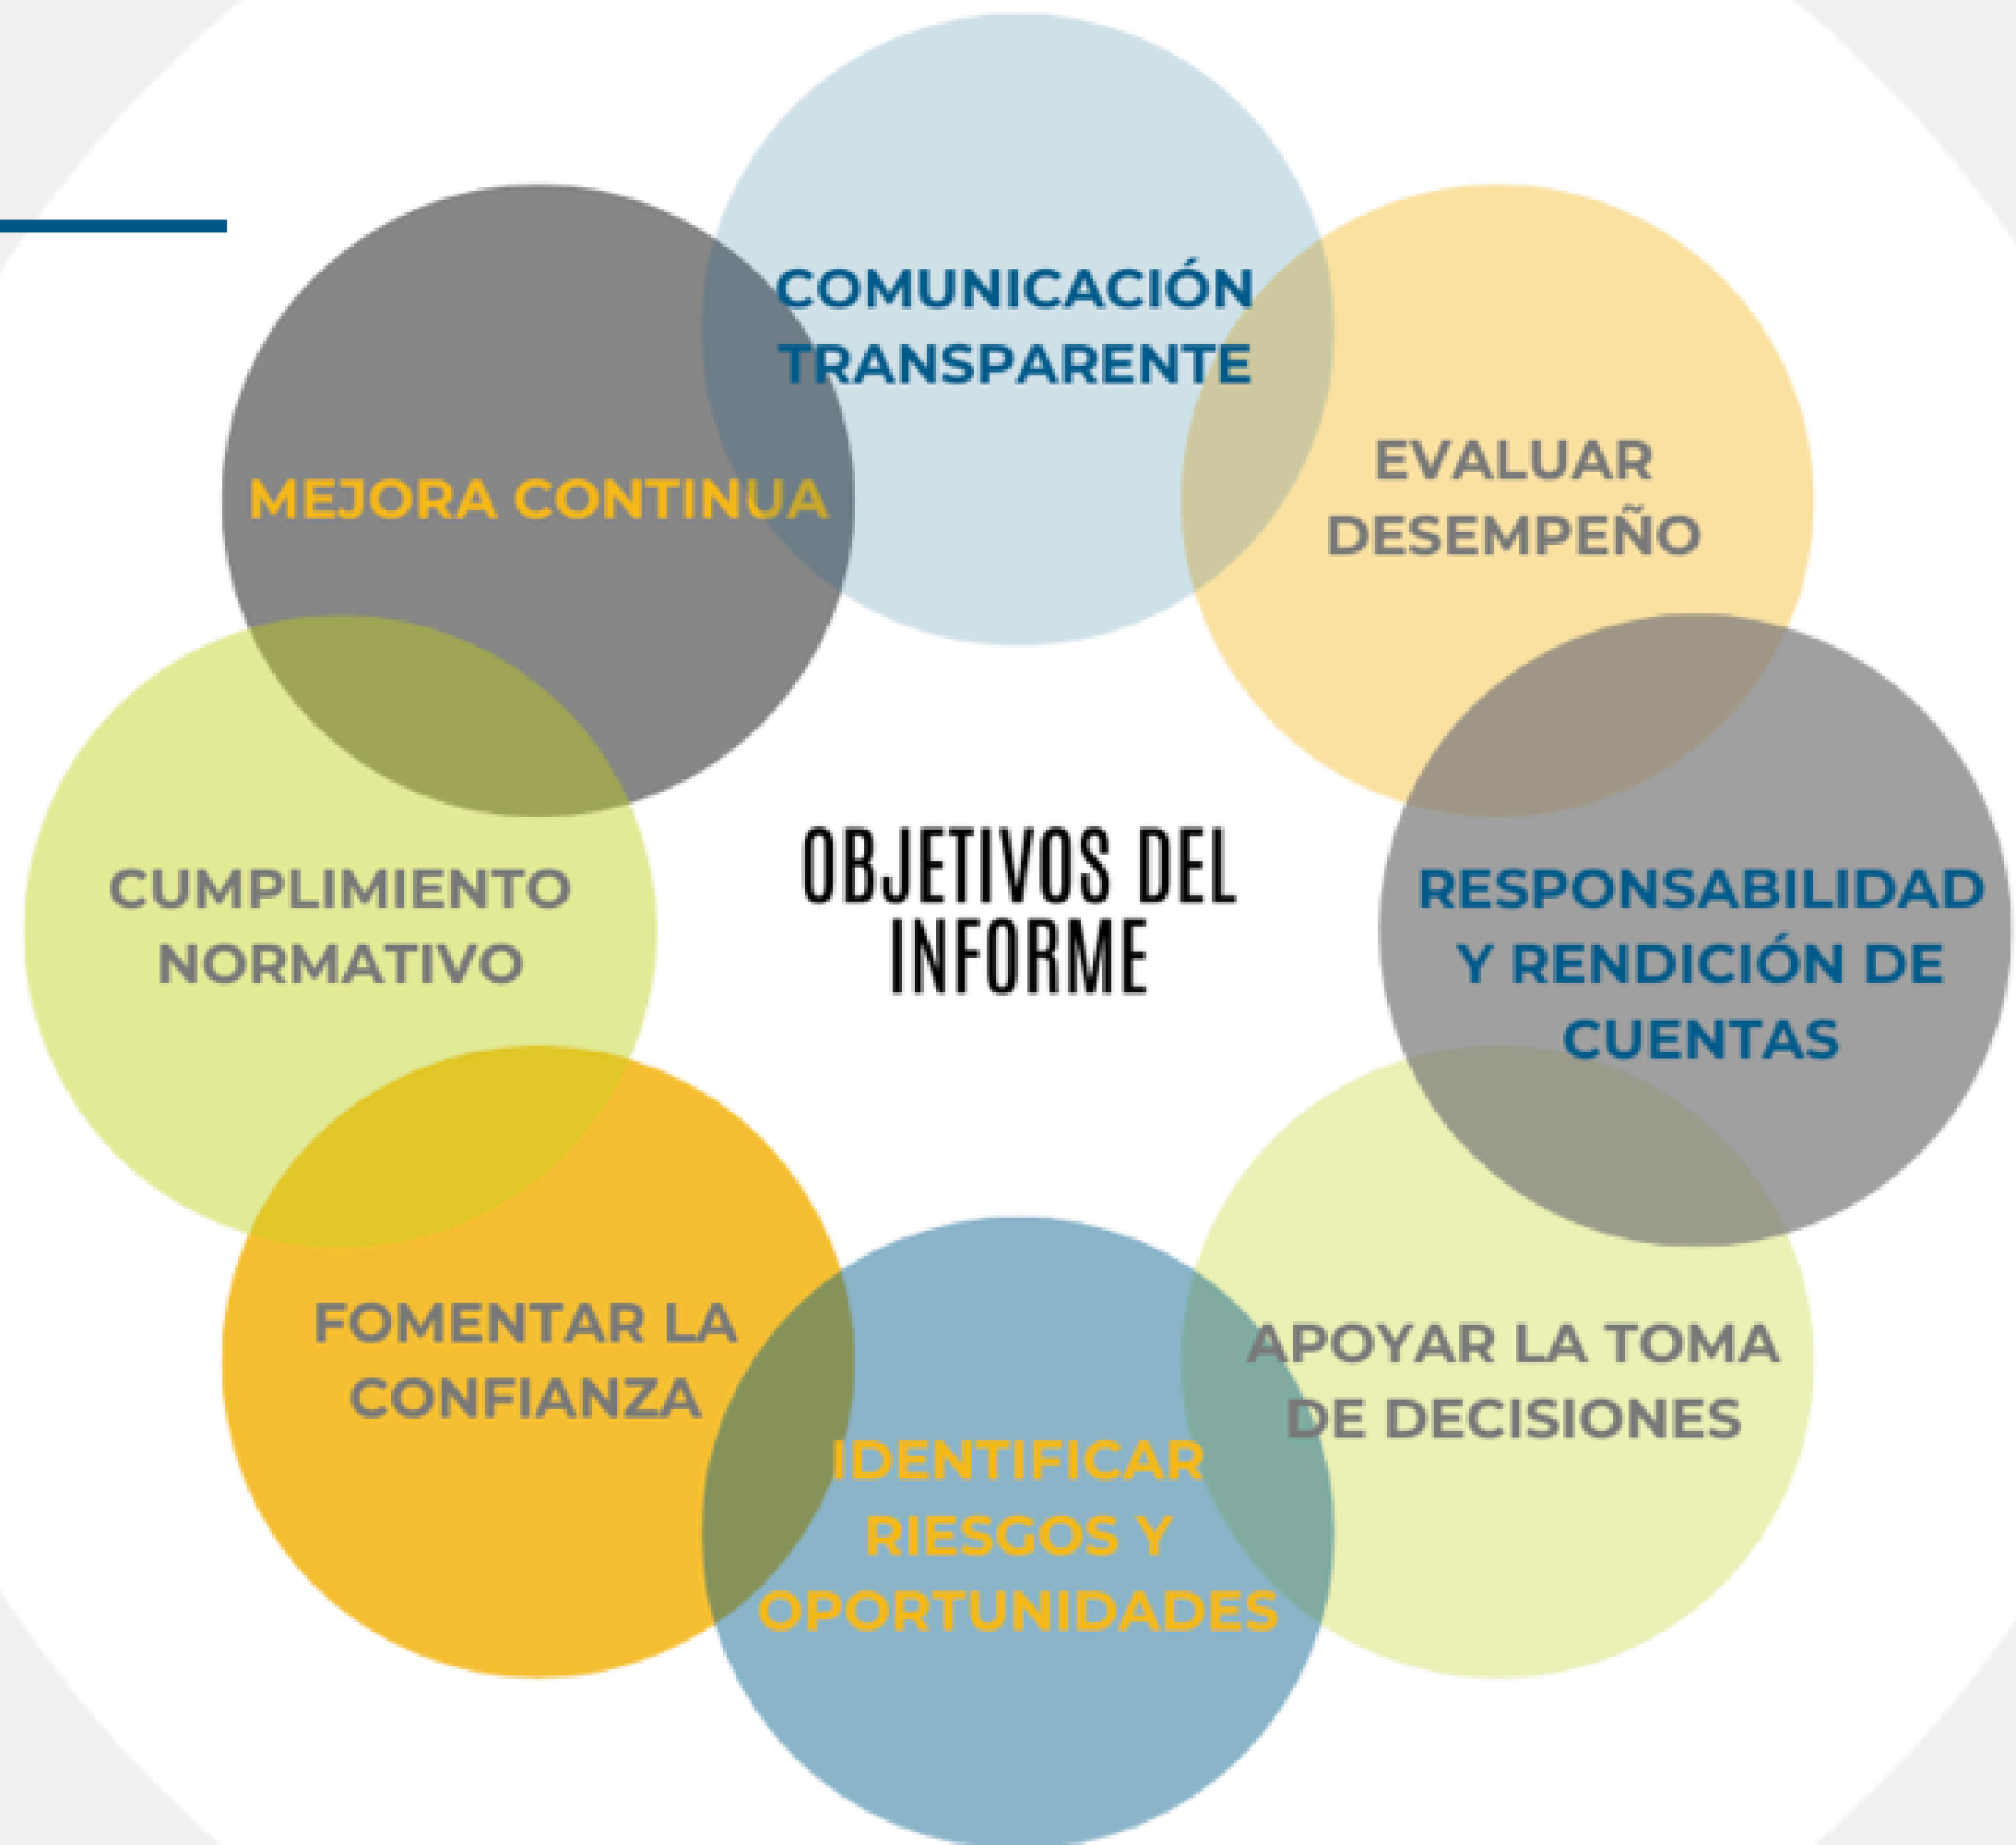 COMUNICACIÓN
TRANSPARENTE
EVALUAR
DESEMPEÑO
RESPONSABILIDAD
Y RENDICIÓN DE
CUENTAS
APOYAR LA TOMA
DE DECISIONES
IDENTIFICAR
RIESGOS Y
OPORTUNIDADES
FOMENTAR LA
CONFIANZA
CUMPLIMIENTO
NORMATIVO
MEJORA CONTINUA
OBJETIVOS DEL
INFORME